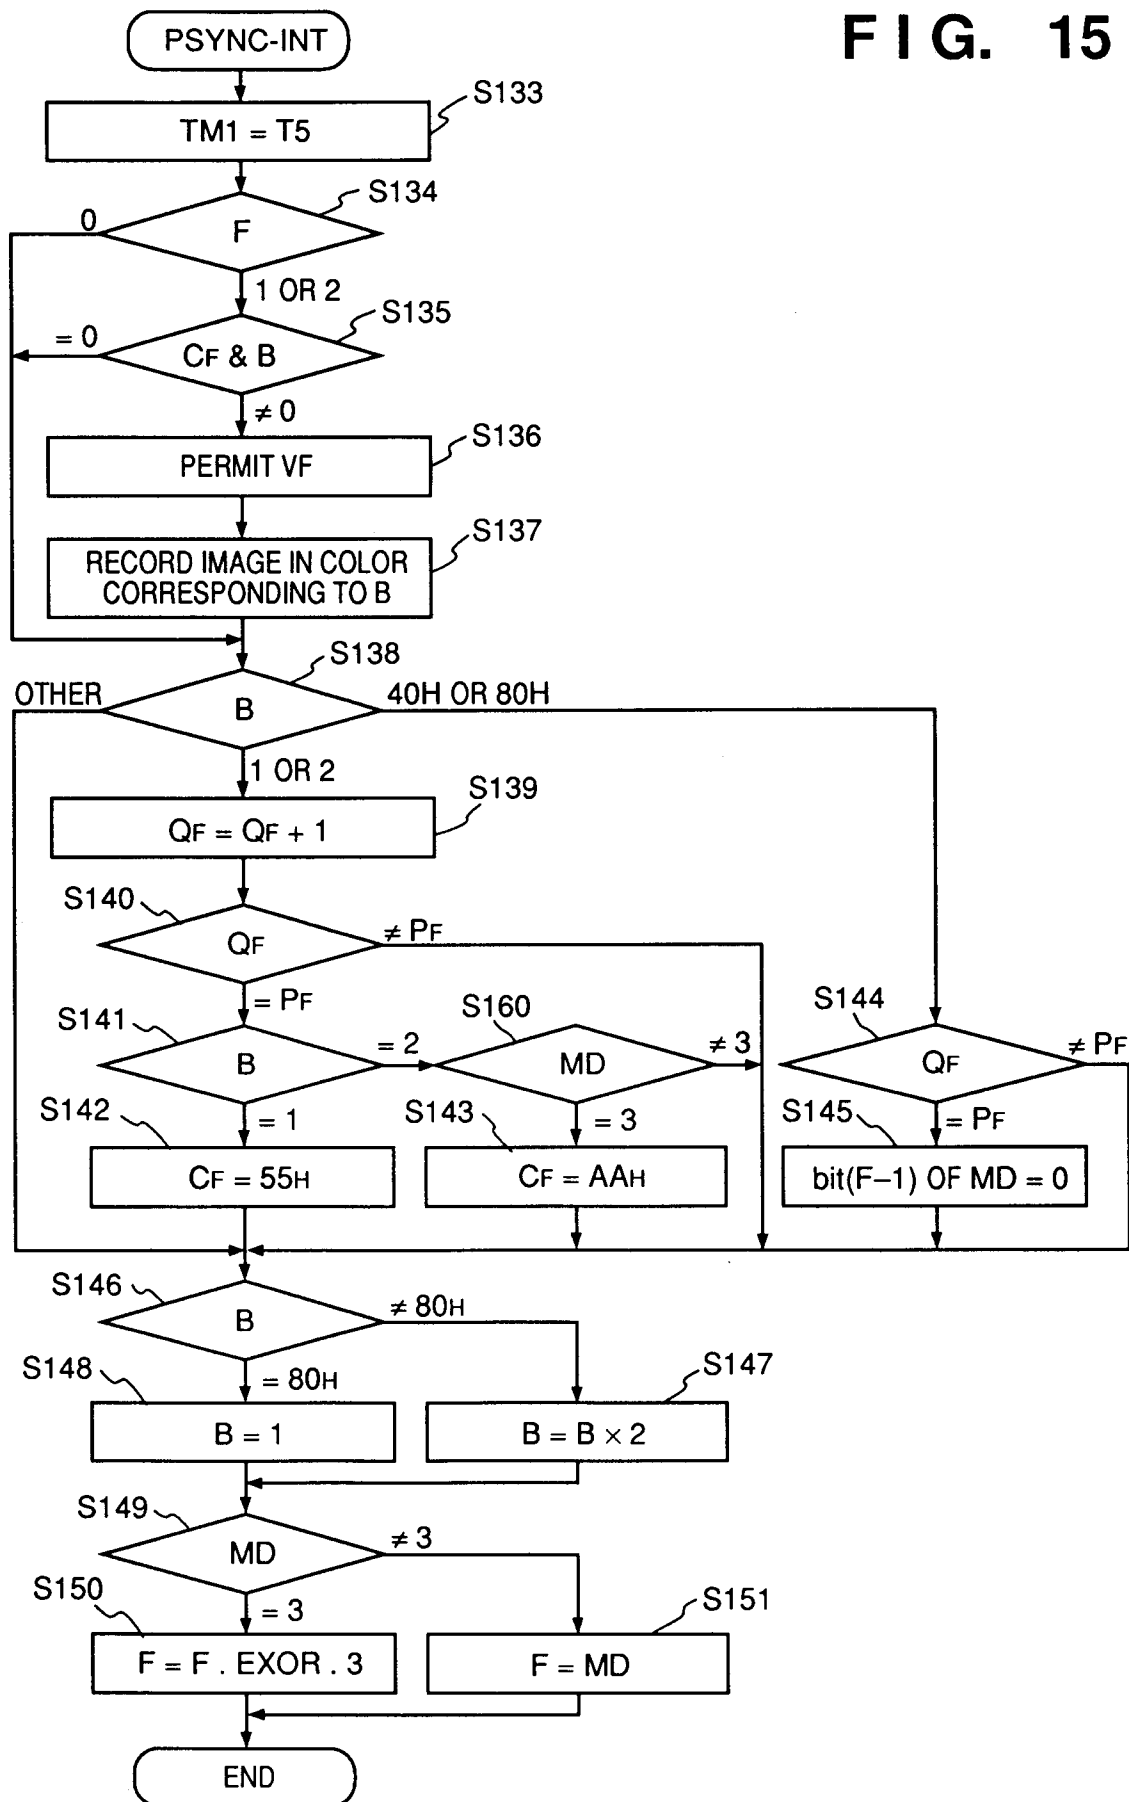 FIG. 15
PSYNC-INT
S133
TM1 = T5
S134
0
F
1 OR 2
S135
= 0
CF & B
≠ 0
S136
PERMIT VF
S137
RECORD IMAGE IN COLOR
CORRESPONDING TO B
S138
OTHER
B
40H OR 80H
1 OR 2
S139
QF = QF + 1
S140
QF
≠ PF
= PF
S141
B
= 2
S160
MD
≠ 3
S144
QF
≠ PF
S142
= 1
S143
= 3
S145
= PF
CF = 55H
CF = AAH
bit(F–1) OF MD = 0
S146
B
≠ 80H
S148
= 80H
S147
B = 1
B = B × 2
S149
MD
≠ 3
S150
= 3
S151
F = F . EXOR . 3
F = MD
END